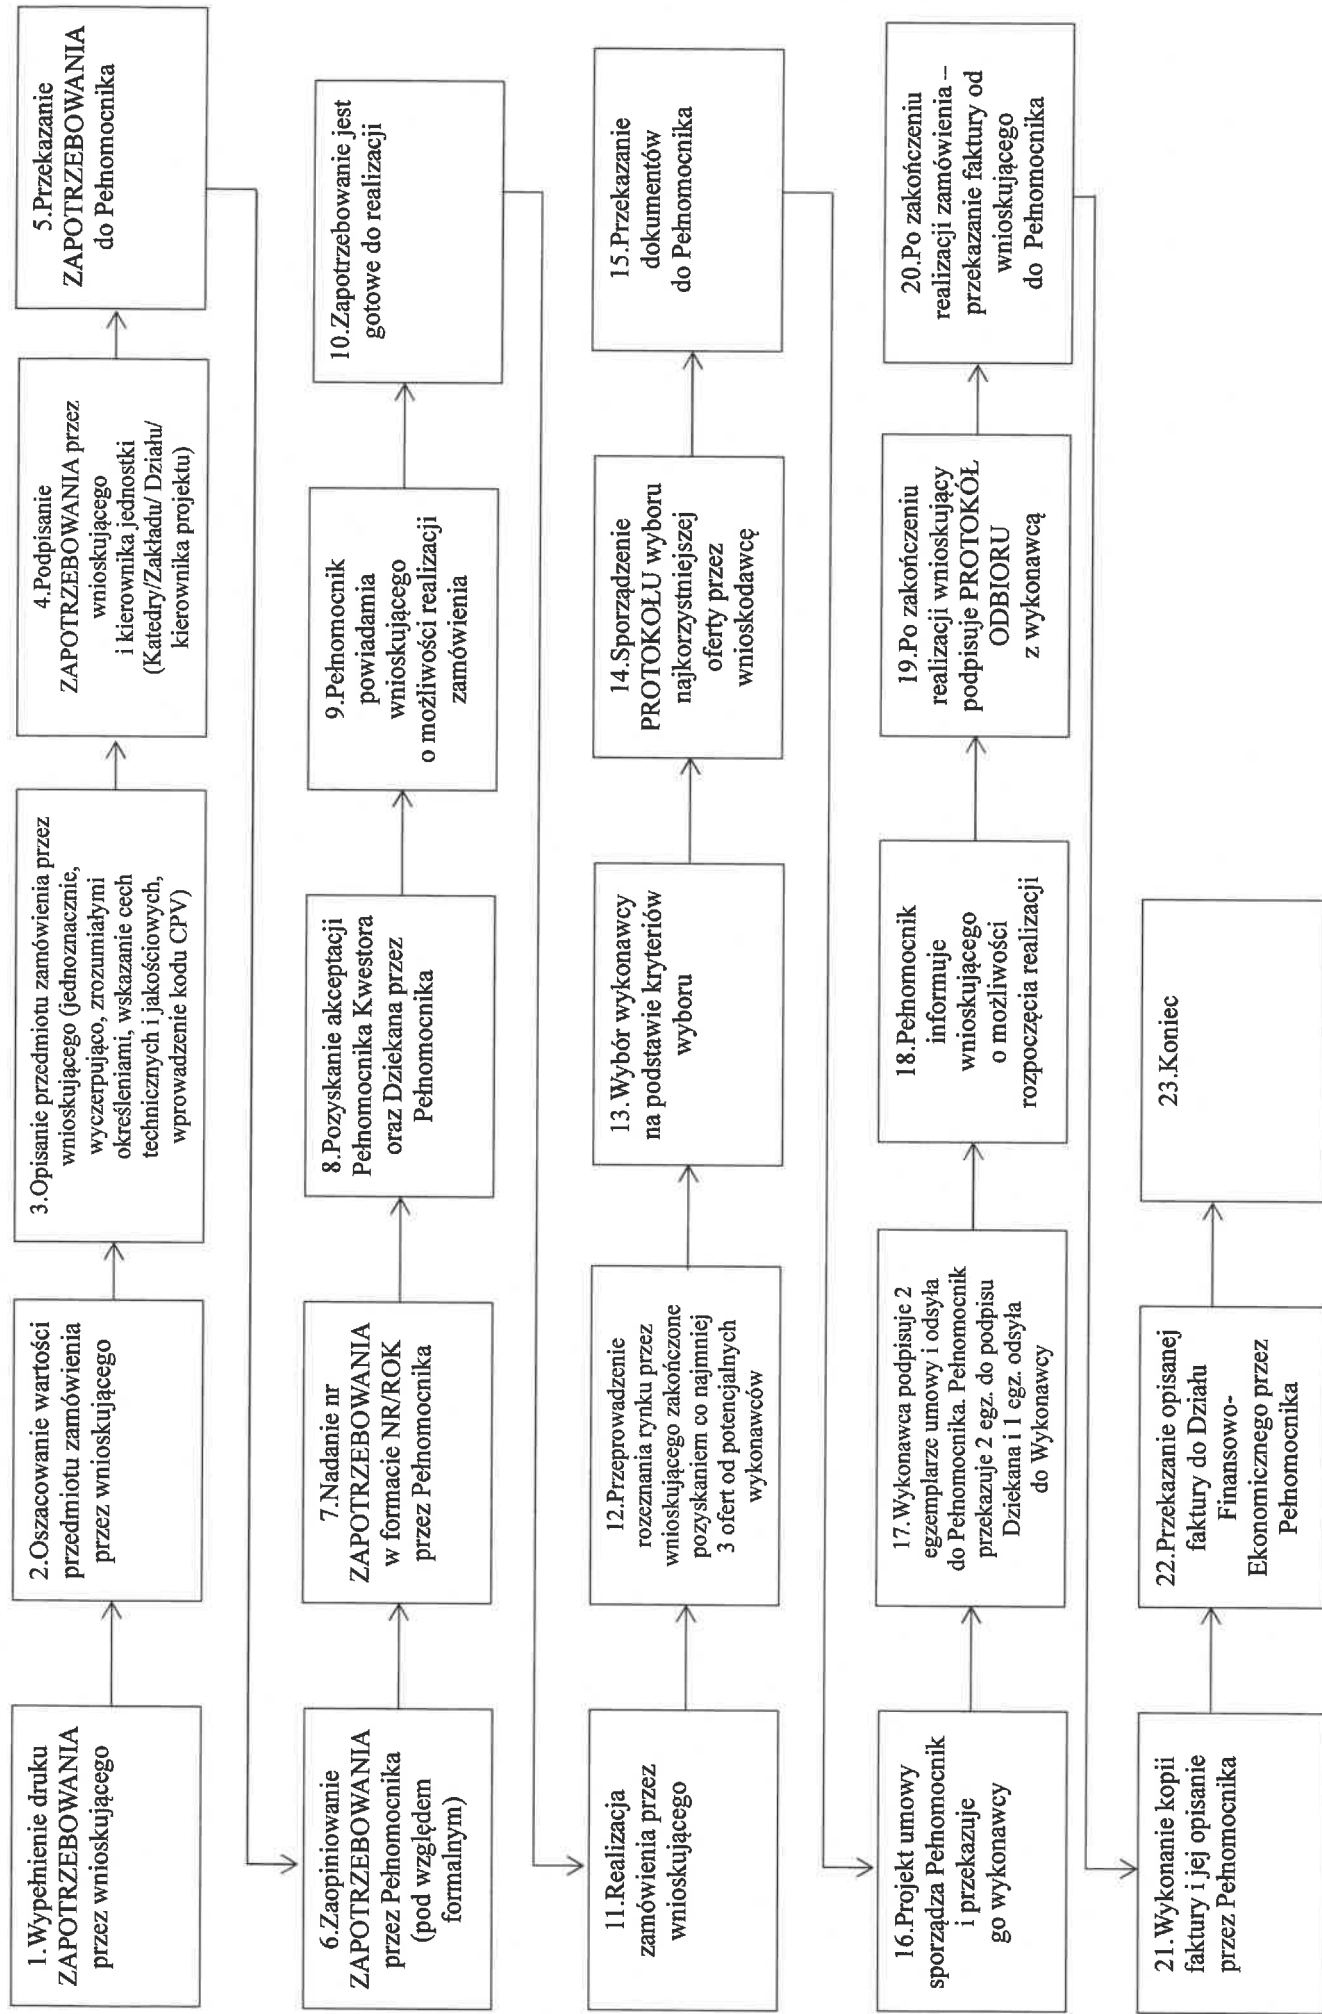 1.Wypełnienie druku
ZAPOTRZEBOWANIA
przez wnioskującego
2.Oszacowanie wartości
przedmiotu zamówienia
przez wnioskującego
3.Opisanie przedmiotu zamówienia przez
wnioskującego (jednoznacznie,
wyczerpująco, zrozumiałymi
określeniami, wskazanie cech
technicznych i jakościowych,
wprowadzenie kodu CPV)
4.Podpisanie
ZAPOTRZEBOWANIA przez
wnioskującego
i kierownika jednostki
(Katedry/Zakładu/ Działu/
kierownika projektu)
5.Przekazanie
ZAPOTRZEBOWANIA
do Pełnomocnika
6.Zaopiniowanie
ZAPOTRZEBOWANIA
przez Pełnomocnika
(pod względem
formalnym)
7.Nadanie nr
ZAPOTRZEBOWANIA
w formacie NR/ROK
przez Pełnomocnika
8.Pozyskanie akceptacji
Pełnomocnika Kwestora
oraz Dziekana przez
Pełnomocnika
9.Pełnomocnik
powiadamia
wnioskującego
o możliwości realizacji
zamówienia
10.Zapotrzebowanie jest
gotowe do realizacji
11.Realizacja
zamówienia przez
wnioskującego
12.Przeprowadzenie
rozeznania rynku przez
wnioskującego zakończone
pozyskaniem co najmniej
3 ofert od potencjalnych
wykonawców
13.Wybór wykonawcy
na podstawie kryteriów
wyboru
14.Sporządzenie
PROTOKOŁU wyboru
najkorzystniejszej
oferty przez
wnioskodawcę
15.Przekazanie
dokumentów
do Pełnomocnika
16.Projekt umowy
sporządza Pełnomocnik
i przekazuje
go wykonawcy
17.Wykonawca podpisuje 2
egzemplarze umowy i odsyła
do Pełnomocnika. Pełnomocnik
przekazuje 2 egz. do podpisu
Dziekana i 1 egz. odsyła
do Wykonawcy
18.Pełnomocnik
informuje
wnioskującego
o możliwości
rozpoczęcia realizacji
19.Po zakończeniu
realizacji wnioskujący
podpisuje PROTOKÓŁ
ODBIORU
z wykonawcą
20.Po zakończeniu
realizacji zamówienia –
przekazanie faktury od
wnioskującego
do Pełnomocnika
21.Wykonanie kopii
faktury i jej opisanie
przez Pełnomocnika
22.Przekazanie opisanej
faktury do Działu
Finansowo-
Ekonomicznego przez
Pełnomocnika
23.Koniec